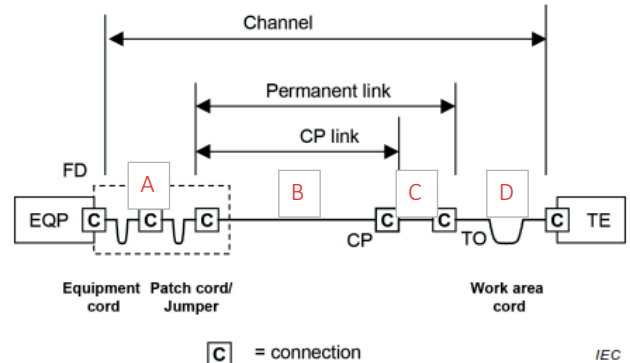 Channel
Permanent link
CP link
FD
A
B
C
D
EQP
C
C
C
C
C
C
TE
CP
TO
Equipment
cord
Patch cord/
Jumper
Work area
cord
C = connection
IEC